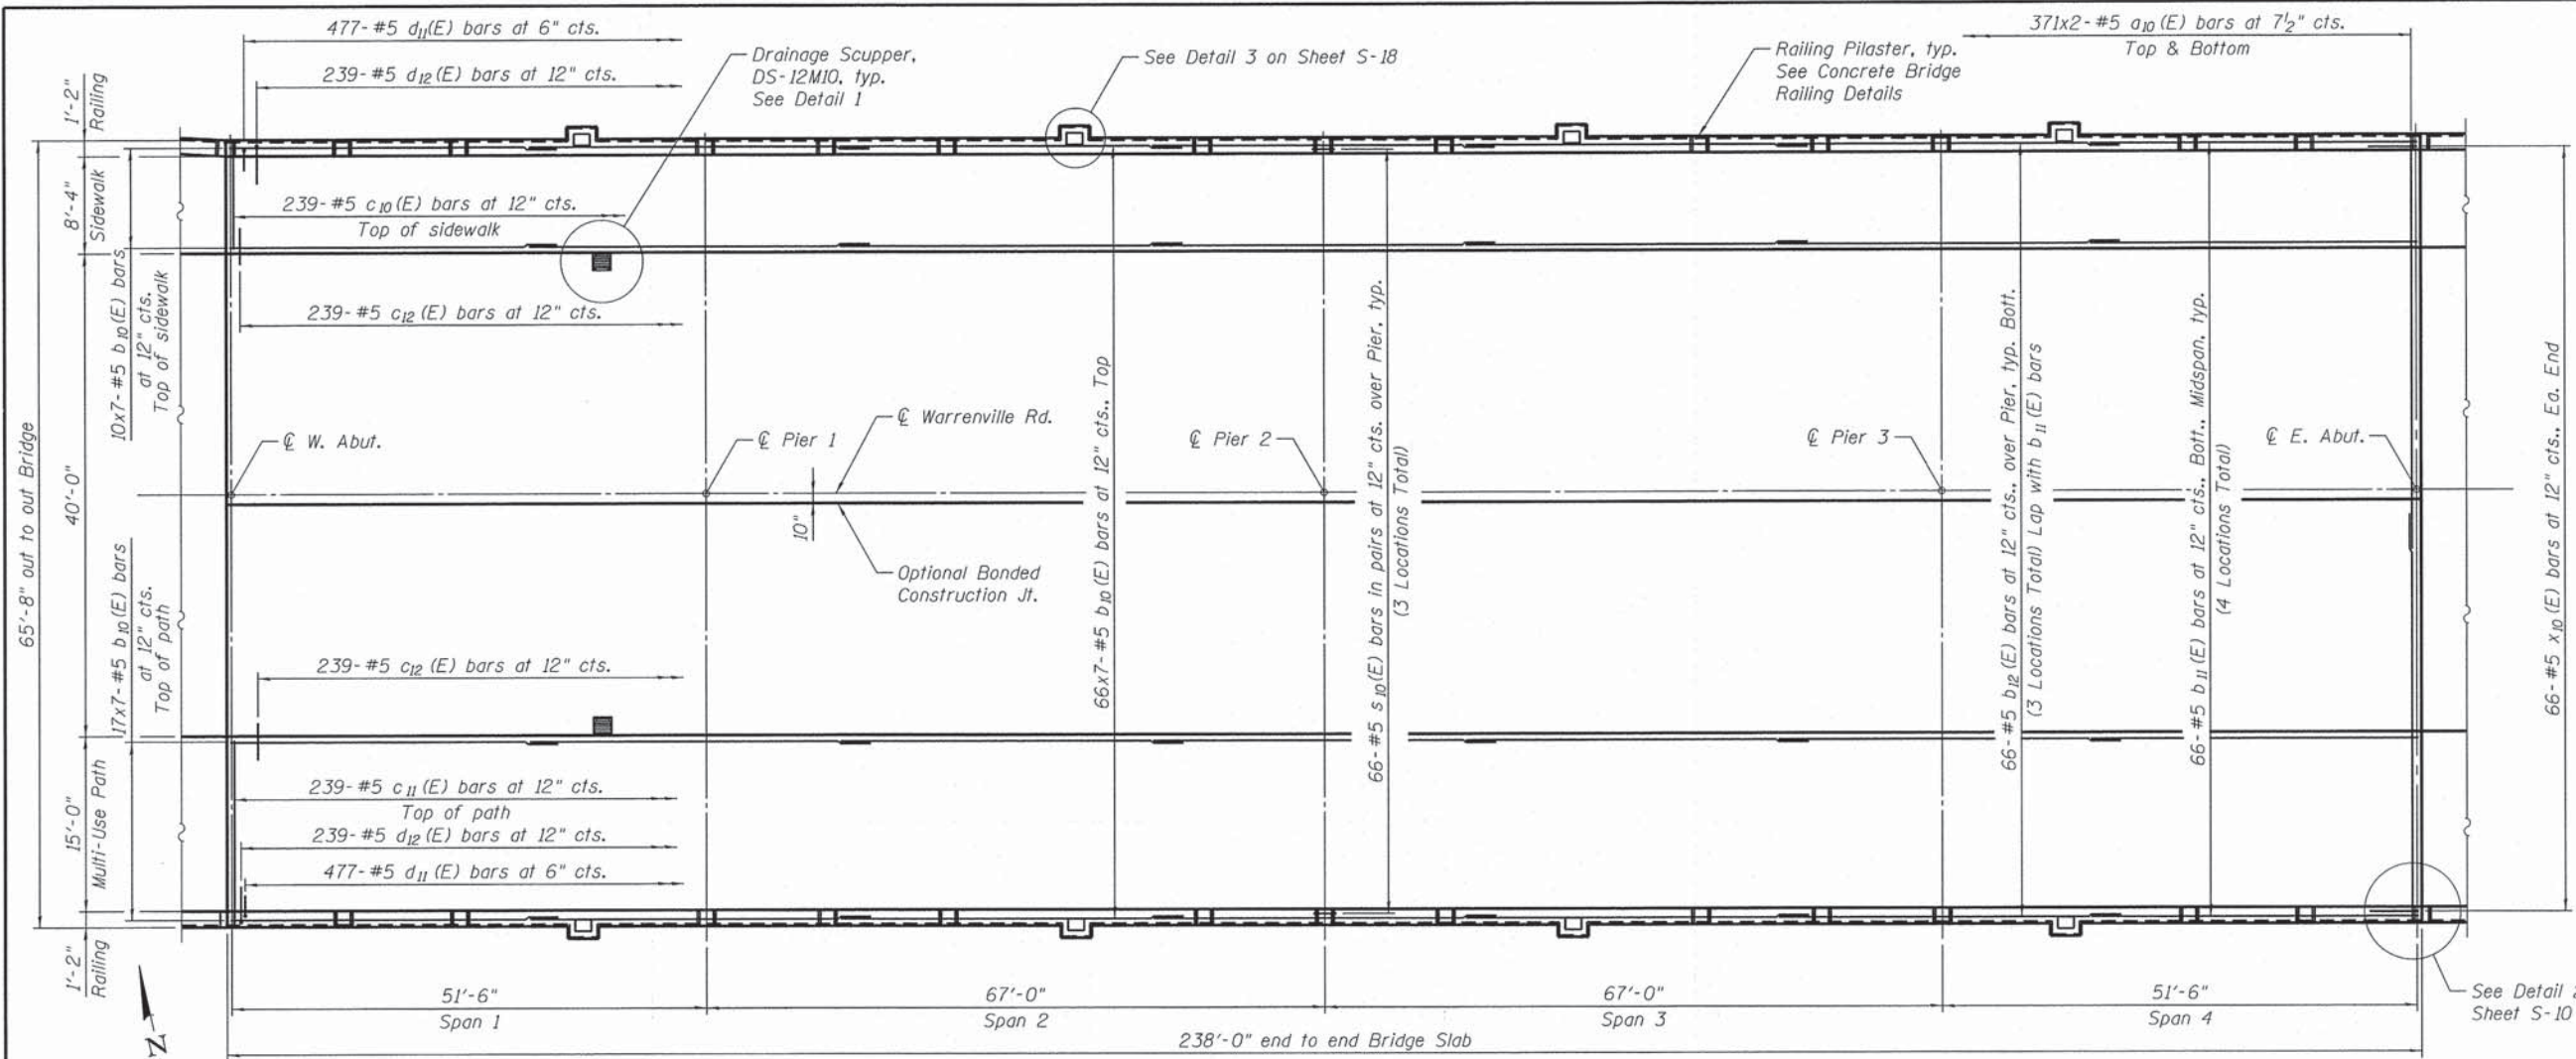 477-#5 d11(E) bars at 6" cts.
239-#5 d12(E) bars at 12" cts.
Drainage Scupper,
DS-12M10, typ.
See Detail 1
See Detail 3 on Sheet S-18
Railing Pilaster, typ.
See Concrete Bridge
Railing Details
371x2-#5 a10(E) bars at 7½" cts.
Top & Bottom
1'-2"
Railing
8'-4"
Sidewalk
239-#5 c10(E) bars at 12" cts.
Top of sidewalk
10x7-#5 b10(E) bars
at 12" cts.
Top of sidewalk
239-#5 c12(E) bars at 12" cts.
65'-8" out to out Bridge
40'-0"
℄ W. Abut.
℄ Pier 1
℄ Warrenville Rd.
10"
Optional Bonded
Construction Jt.
66x7-#5 b10(E) bars at 12" cts., Top
℄ Pier 2
66-#5 s10(E) bars in pairs at 12" cts. over Pier, typ.
(3 Locations Total)
℄ Pier 3
66-#5 b12(E) bars at 12" cts., over Pier, typ. Bott.
(3 Locations Total) Lap with b11(E) bars
66-#5 b11(E) bars at 12" cts., Bott., Midspan, typ.
(4 Locations Total)
℄ E. Abut.
66-#5 x10(E) bars at 12" cts., Ea. End
17x7-#5 b10(E) bars
at 12" cts.
Top of path
239-#5 c12(E) bars at 12" cts.
15'-0"
Multi-Use Path
239-#5 c11(E) bars at 12" cts.
Top of path
239-#5 d12(E) bars at 12" cts.
477-#5 d11(E) bars at 6" cts.
1'-2"
Railing
N
51'-6"
Span 1
67'-0"
Span 2
67'-0"
Span 3
51'-6"
Span 4
See Detail
Sheet S-10
238'-0" end to end Bridge Slab